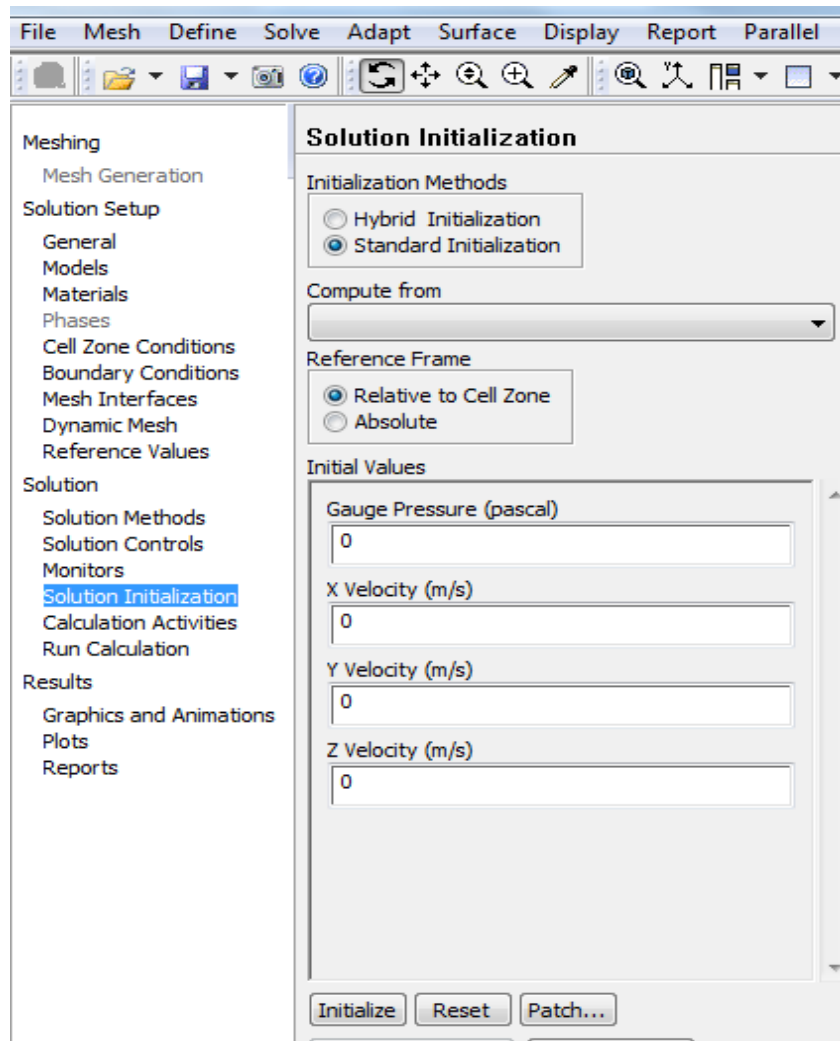 File Mesh Define Solve Adapt Surface Display Report Parallel
Meshing
Mesh Generation
Solution Setup
General
Models
Materials
Phases
Cell Zone Conditions
Boundary Conditions
Mesh Interfaces
Dynamic Mesh
Reference Values
Solution
Solution Methods
Solution Controls
Monitors
Solution Initialization
Calculation Activities
Run Calculation
Results
Graphics and Animations
Plots
Reports
Solution Initialization
Initialization Methods
Hybrid Initialization
Standard Initialization
Compute from
Reference Frame
Relative to Cell Zone
Absolute
Initial Values
Gauge Pressure (pascal)
0
X Velocity (m/s)
0
Y Velocity (m/s)
0
Z Velocity (m/s)
0
Initialize Reset Patch...